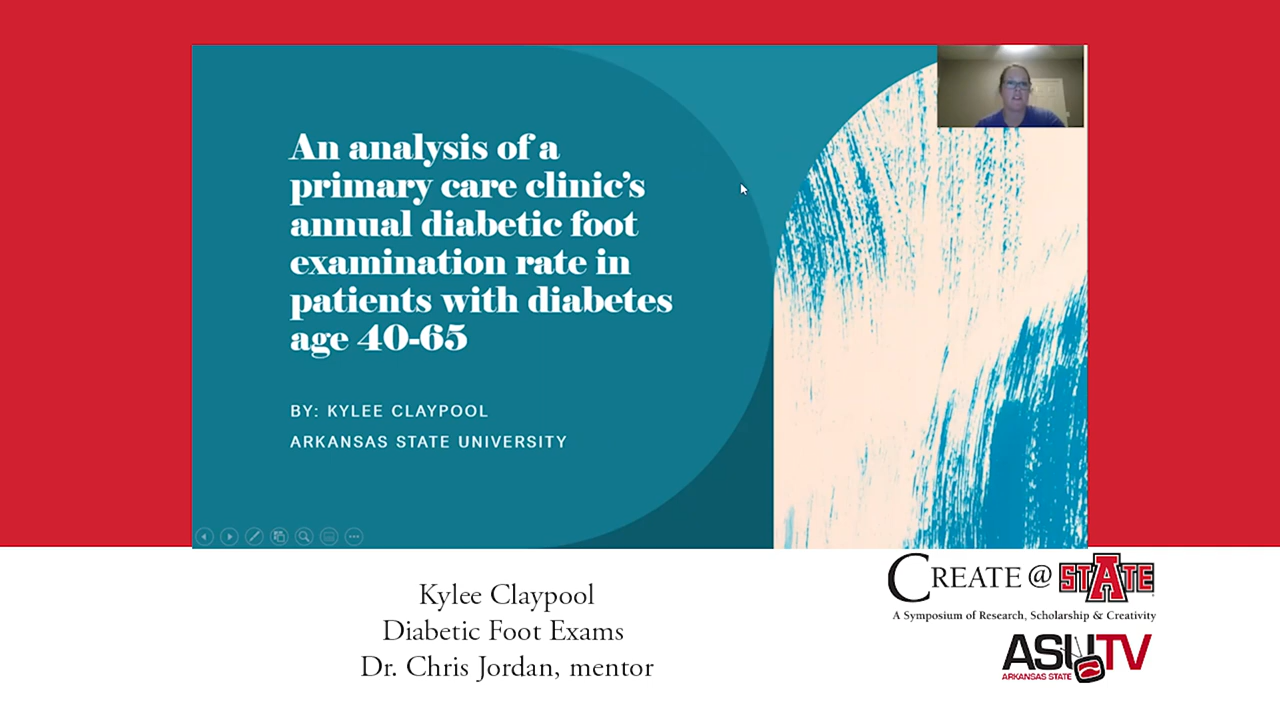 An analysis of a
primary care clinic's
annual diabetic foot
examination rate in
patients with diabetes
age 40-65
BY: KYLEE CLAYPOOL
ARKANSAS STATE UNIVERSITY
Kylee Claypool
Diabetic Foot Exams
Dr. Chris Jordan, mentor
CREATE @ STATE
A Symposium of Research, Scholarship & Creativity
ASUTV
ARKANSAS STATE